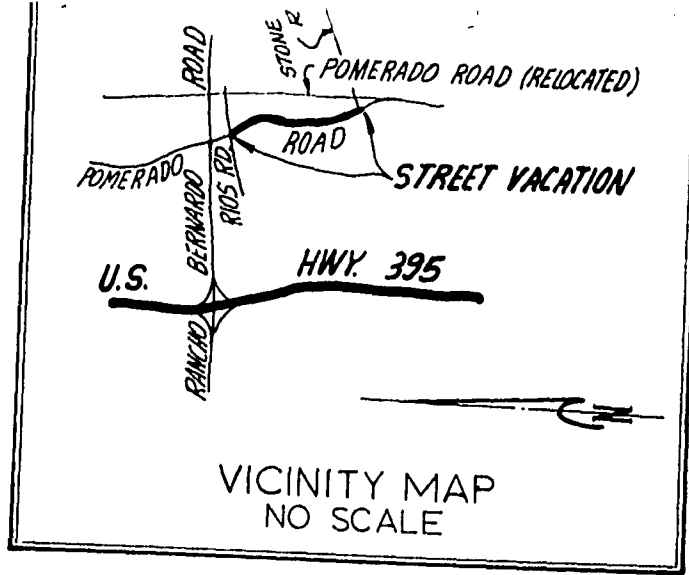 STONE R
ROAD
POMERADO ROAD (RELOCATED)
ROAD
POMERADO
RIOS RD.
BERNARDO
STREET VACATION
U.S. HWY. 395
RANCHO
N
VICINITY MAP
NO SCALE